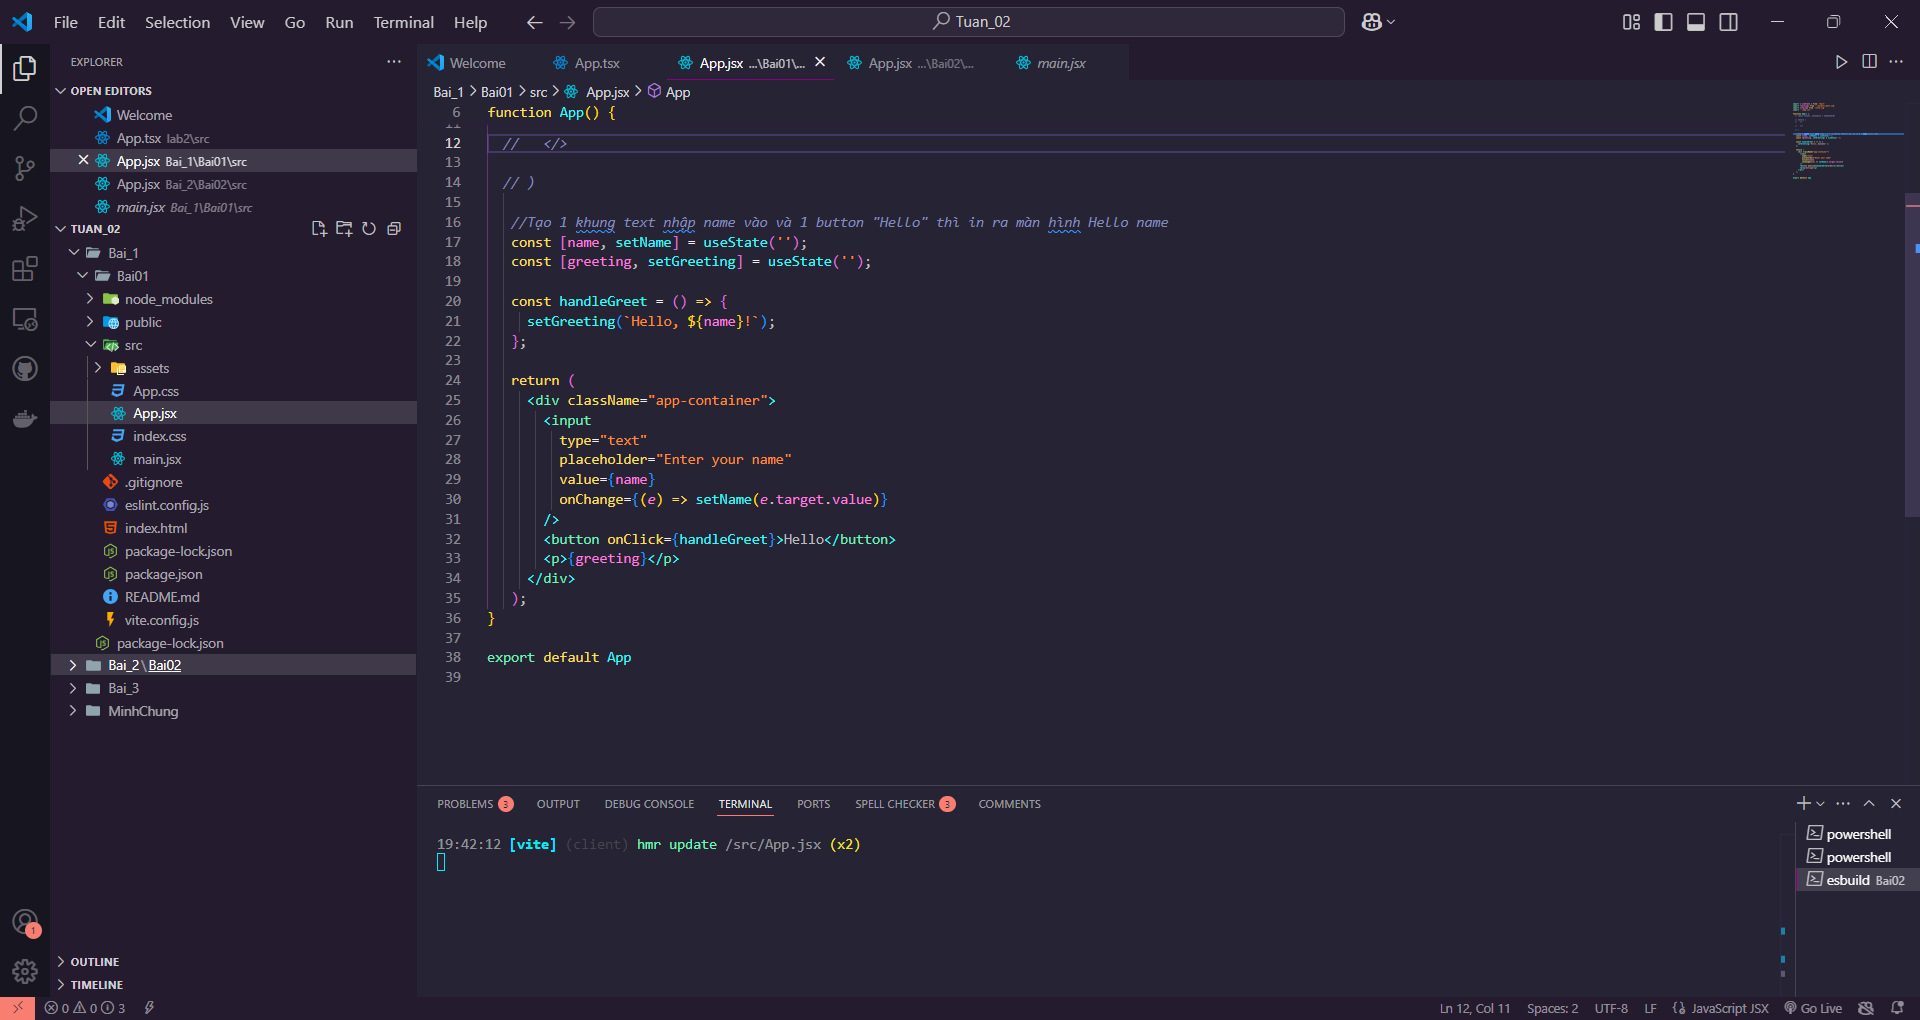 File Edit Selection View Go Run Terminal Help
Tuan_02
EXPLORER
OPEN EDITORS
Welcome
App.tsx lab2\src
App.jsx Bai_1\Bai01\src
App.jsx Bai_2\Bai02\src
main.jsx Bai_1\Bai01\src
TUAN_02
Bai_1
Bai01
node_modules
public
src
assets
App.css
App.jsx
index.css
main.jsx
.gitignore
eslint.config.js
index.html
package-lock.json
package.json
README.md
vite.config.js
package-lock.json
Bai_2\Bai02
Bai_3
MinhChung
OUTLINE
TIMELINE
Welcome App.tsx App.jsx ...\Bai01\... App.jsx ...\Bai02\... main.jsx
Bai_1 > Bai01 > src > App.jsx > App
6 function App() {
11
12 // </>
13
14 // )
15
16 //Tạo 1 khung text nhập name vào và 1 button "Hello" thì in ra màn hình Hello name
17 const [name, setName] = useState('');
18 const [greeting, setGreeting] = useState('');
19
20 const handleGreet = () => {
21 setGreeting(`Hello, ${name}!`);
22 };
23
24 return (
25 <div className="app-container">
26 <input
27 type="text"
28 placeholder="Enter your name"
29 value={name}
30 onChange={(e) => setName(e.target.value)}
31 />
32 <button onClick={handleGreet}>Hello</button>
33 <p>{greeting}</p>
34 </div>
35 );
36 }
37
38 export default App
39
PROBLEMS 3 OUTPUT DEBUG CONSOLE TERMINAL PORTS SPELL CHECKER 3 COMMENTS
19:42:12 [vite] (client) hmr update /src/App.jsx (x2)
powershell
powershell
esbuild Bai02
1
0 0 3
Ln 12, Col 11 Spaces: 2 UTF-8 LF {} JavaScript JSX Go Live